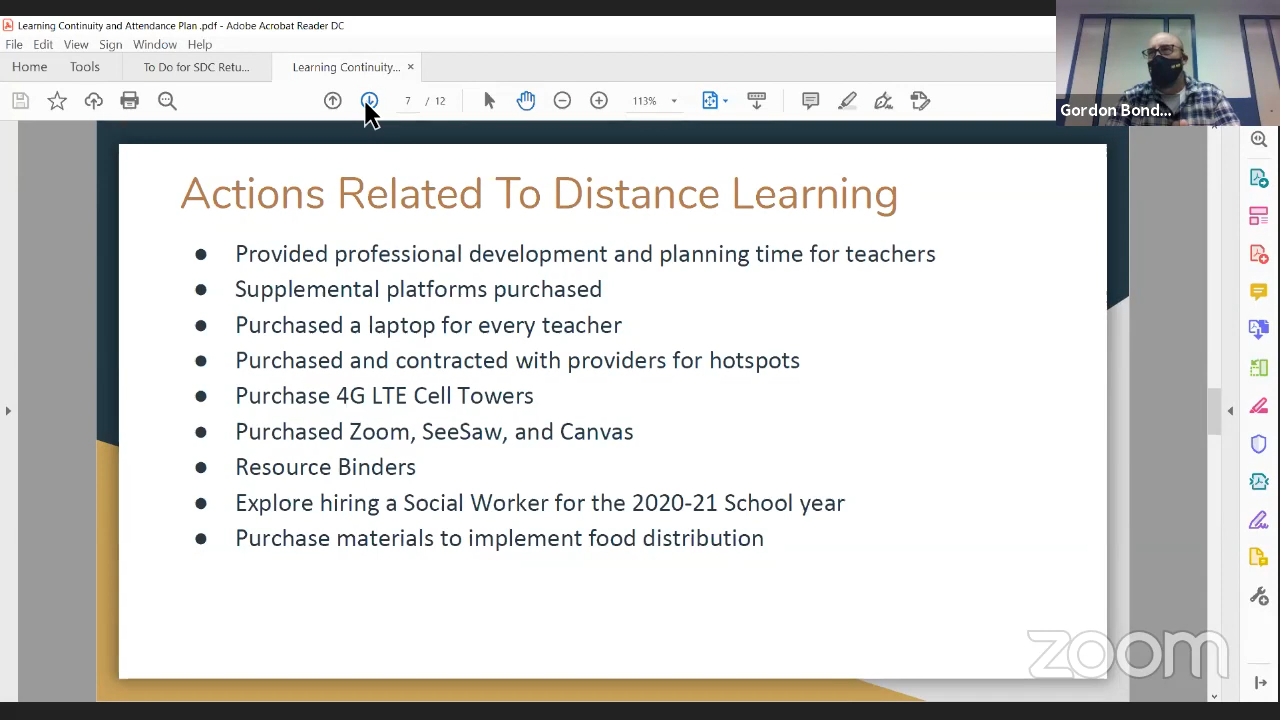 Learning Continuity and Attendance Plan .pdf - Adobe Acrobat Reader DC
File Edit View Sign Window Help
Home Tools To Do for SDC Retu... Learning Continuity... ×
7 / 12 113%
Gordon Bond...
Actions Related To Distance Learning
● Provided professional development and planning time for teachers
● Supplemental platforms purchased
● Purchased a laptop for every teacher
● Purchased and contracted with providers for hotspots
● Purchase 4G LTE Cell Towers
● Purchased Zoom, SeeSaw, and Canvas
● Resource Binders
● Explore hiring a Social Worker for the 2020-21 School year
● Purchase materials to implement food distribution
zoom